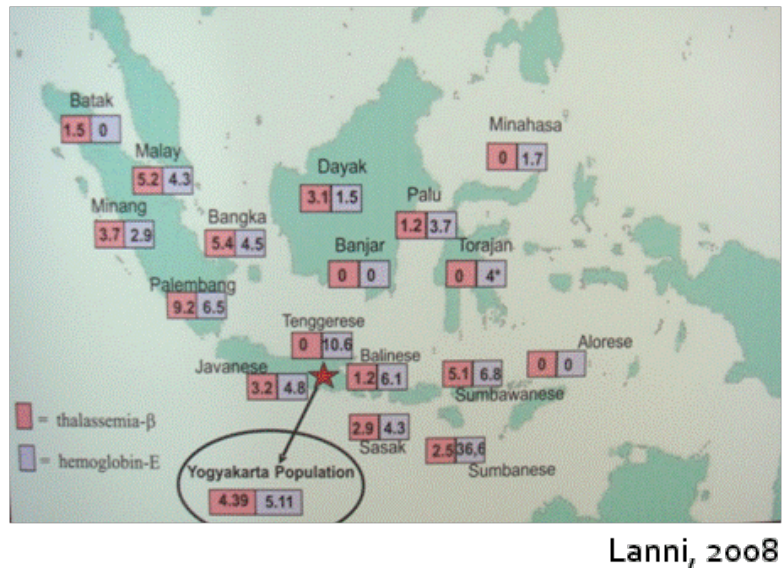 Batak
1.5 0
Malay
5.2 4.3
Minang
3.7 2.9
Bangka
5.4 4.5
Palembang
9.2 6.5
Dayak
3.1 1.5
Banjar
0 0
Minahasa
0 1.7
Palu
1.2 3.7
Torajan
0 4*
Tenggerese
0 10.6
Javanese
3.2 4.8
Balinese
1.2 6.1
5.1 6.8
Sumbawanese
Alorese
0 0
2.9 4.3
Sasak
2.5 36,6
Sumbanese
= thalassemia-β
= hemoglobin-E
Yogyakarta Population
4.39 5.11
Lanni, 2008